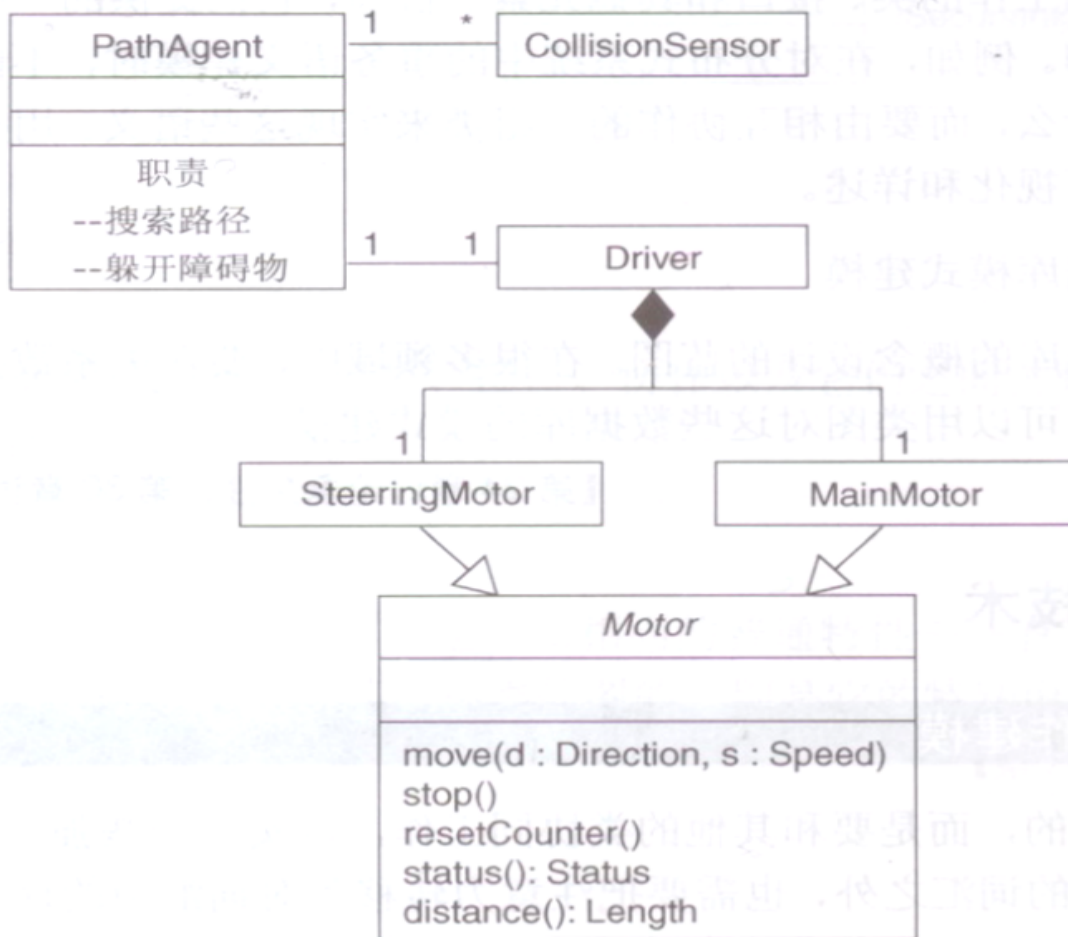 PathAgent
1
*
CollisionSensor
职责
--搜索路径
--躲开障碍物
1
1
Driver
1
1
SteeringMotor
MainMotor
Motor
move(d : Direction, s : Speed)
stop()
resetCounter()
status(): Status
distance(): Length